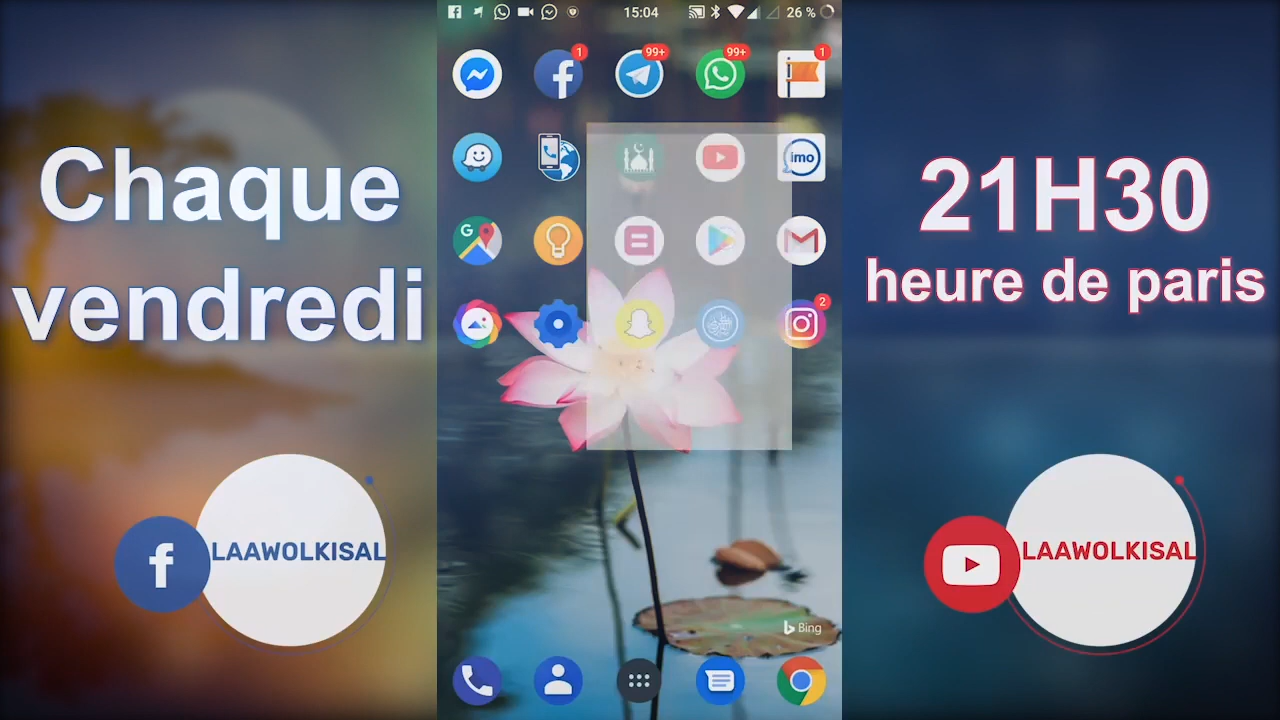 15:04
26 %
1
99+
99+
1
Chaque
vendredi
21H30
heure de paris
imo
G
2
LAAWOLKISAL
LAAWOLKISAL
Bing